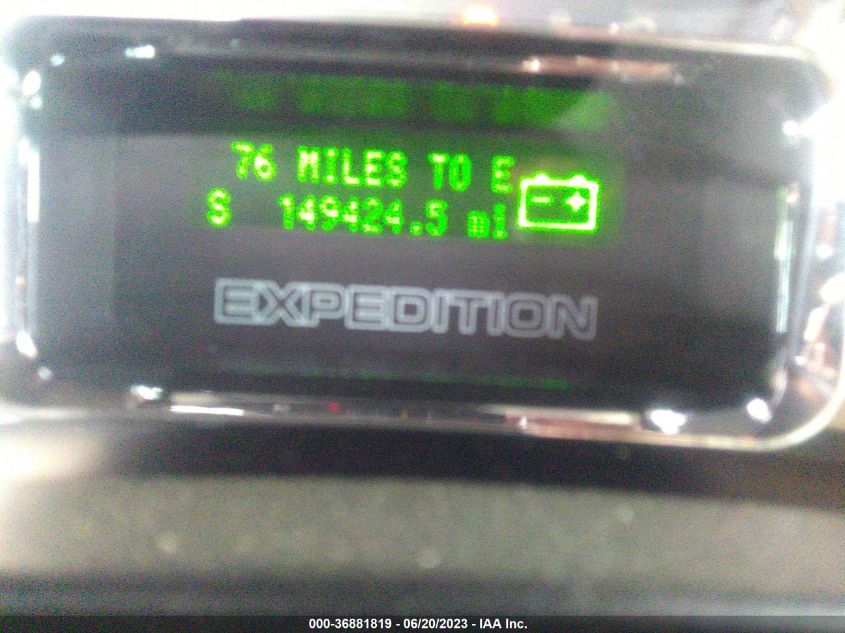 76 MILES TO E
S 149424.5 mi
EXPEDITION
000-36881819 - 06/20/2023 - IAA Inc.